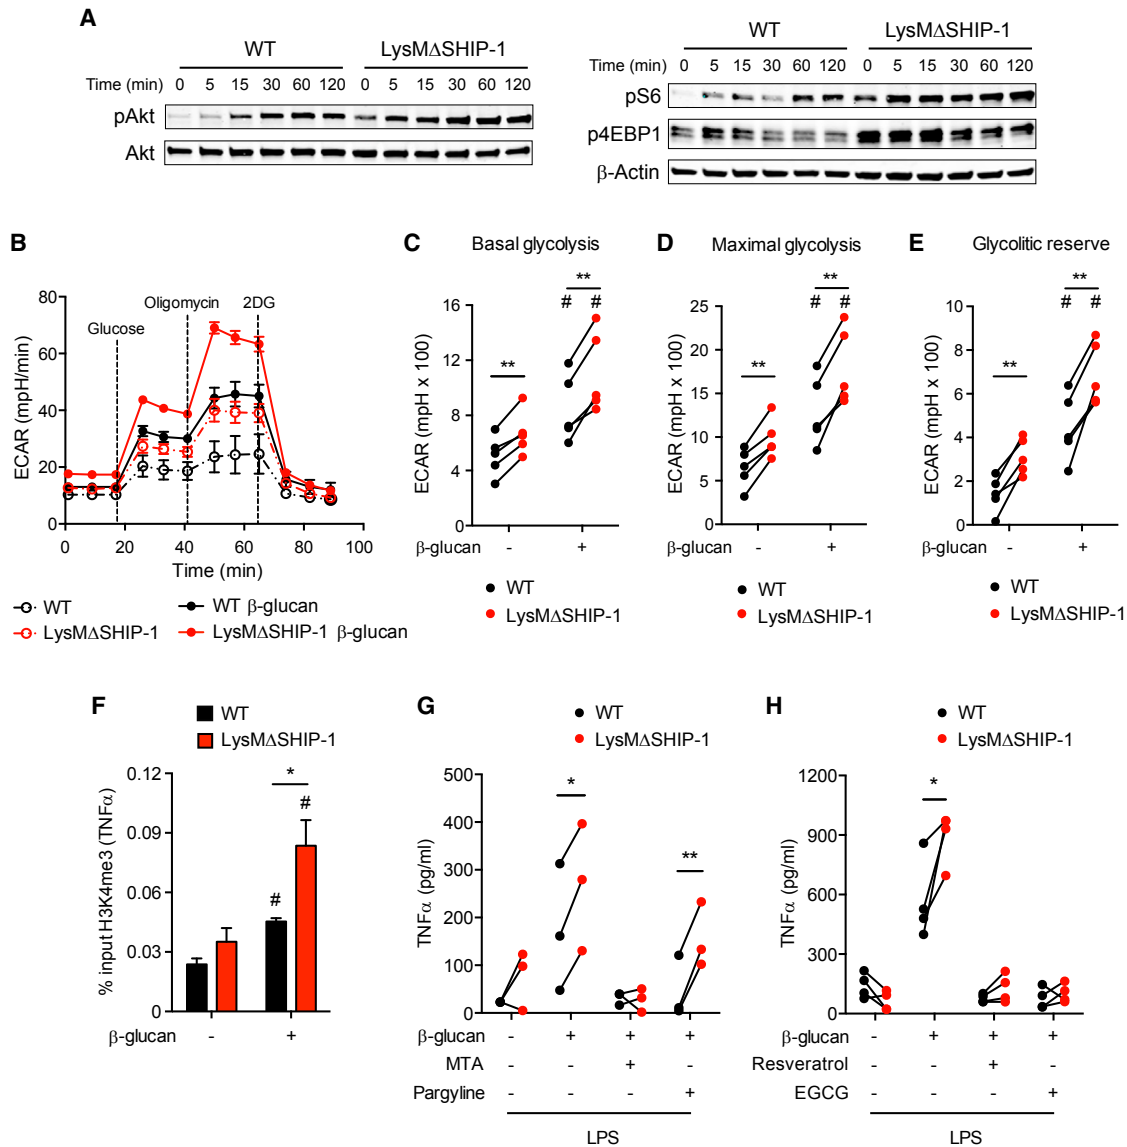 A
WT LysMΔSHIP-1
Time (min) 0 5 15 30 60 120 0 5 15 30 60 120
pAkt
Akt
WT LysMΔSHIP-1
Time (min) 0 5 15 30 60 120 0 5 15 30 60 120
pS6
p4EBP1
β-Actin
B
ECAR (mpH/min)
80
60
40
20
0
Glucose
Oligomycin
2DG
0 20 40 60 80 100
Time (min)
WT
WT β-glucan
LysMΔSHIP-1
LysMΔSHIP-1 β-glucan
C
Basal glycolysis
ECAR (mpH x 100)
16
12
8
4
0
**
**
# #
β-glucan - +
WT
LysMΔSHIP-1
D
Maximal glycolysis
ECAR (mpH x 100)
25
20
15
10
5
0
**
**
# #
β-glucan - +
WT
LysMΔSHIP-1
E
Glycolitic reserve
ECAR (mpH x 100)
10
8
6
4
2
0
**
**
# #
β-glucan - +
WT
LysMΔSHIP-1
F
WT
LysMΔSHIP-1
% input H3K4me3 (TNFα)
0.12
0.09
0.06
0.03
0
*
#
#
β-glucan - +
G
WT
LysMΔSHIP-1
TNFα (pg/ml)
500
400
300
200
100
0
*
**
β-glucan - + + +
MTA - - + -
Pargyline - - - +
LPS
H
WT
LysMΔSHIP-1
TNFα (pg/ml)
1200
900
600
300
0
*
β-glucan - + + +
Resveratrol - - + -
EGCG - - - +
LPS